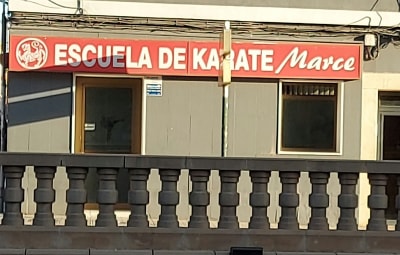 ESCUELA DE KARATE Marce